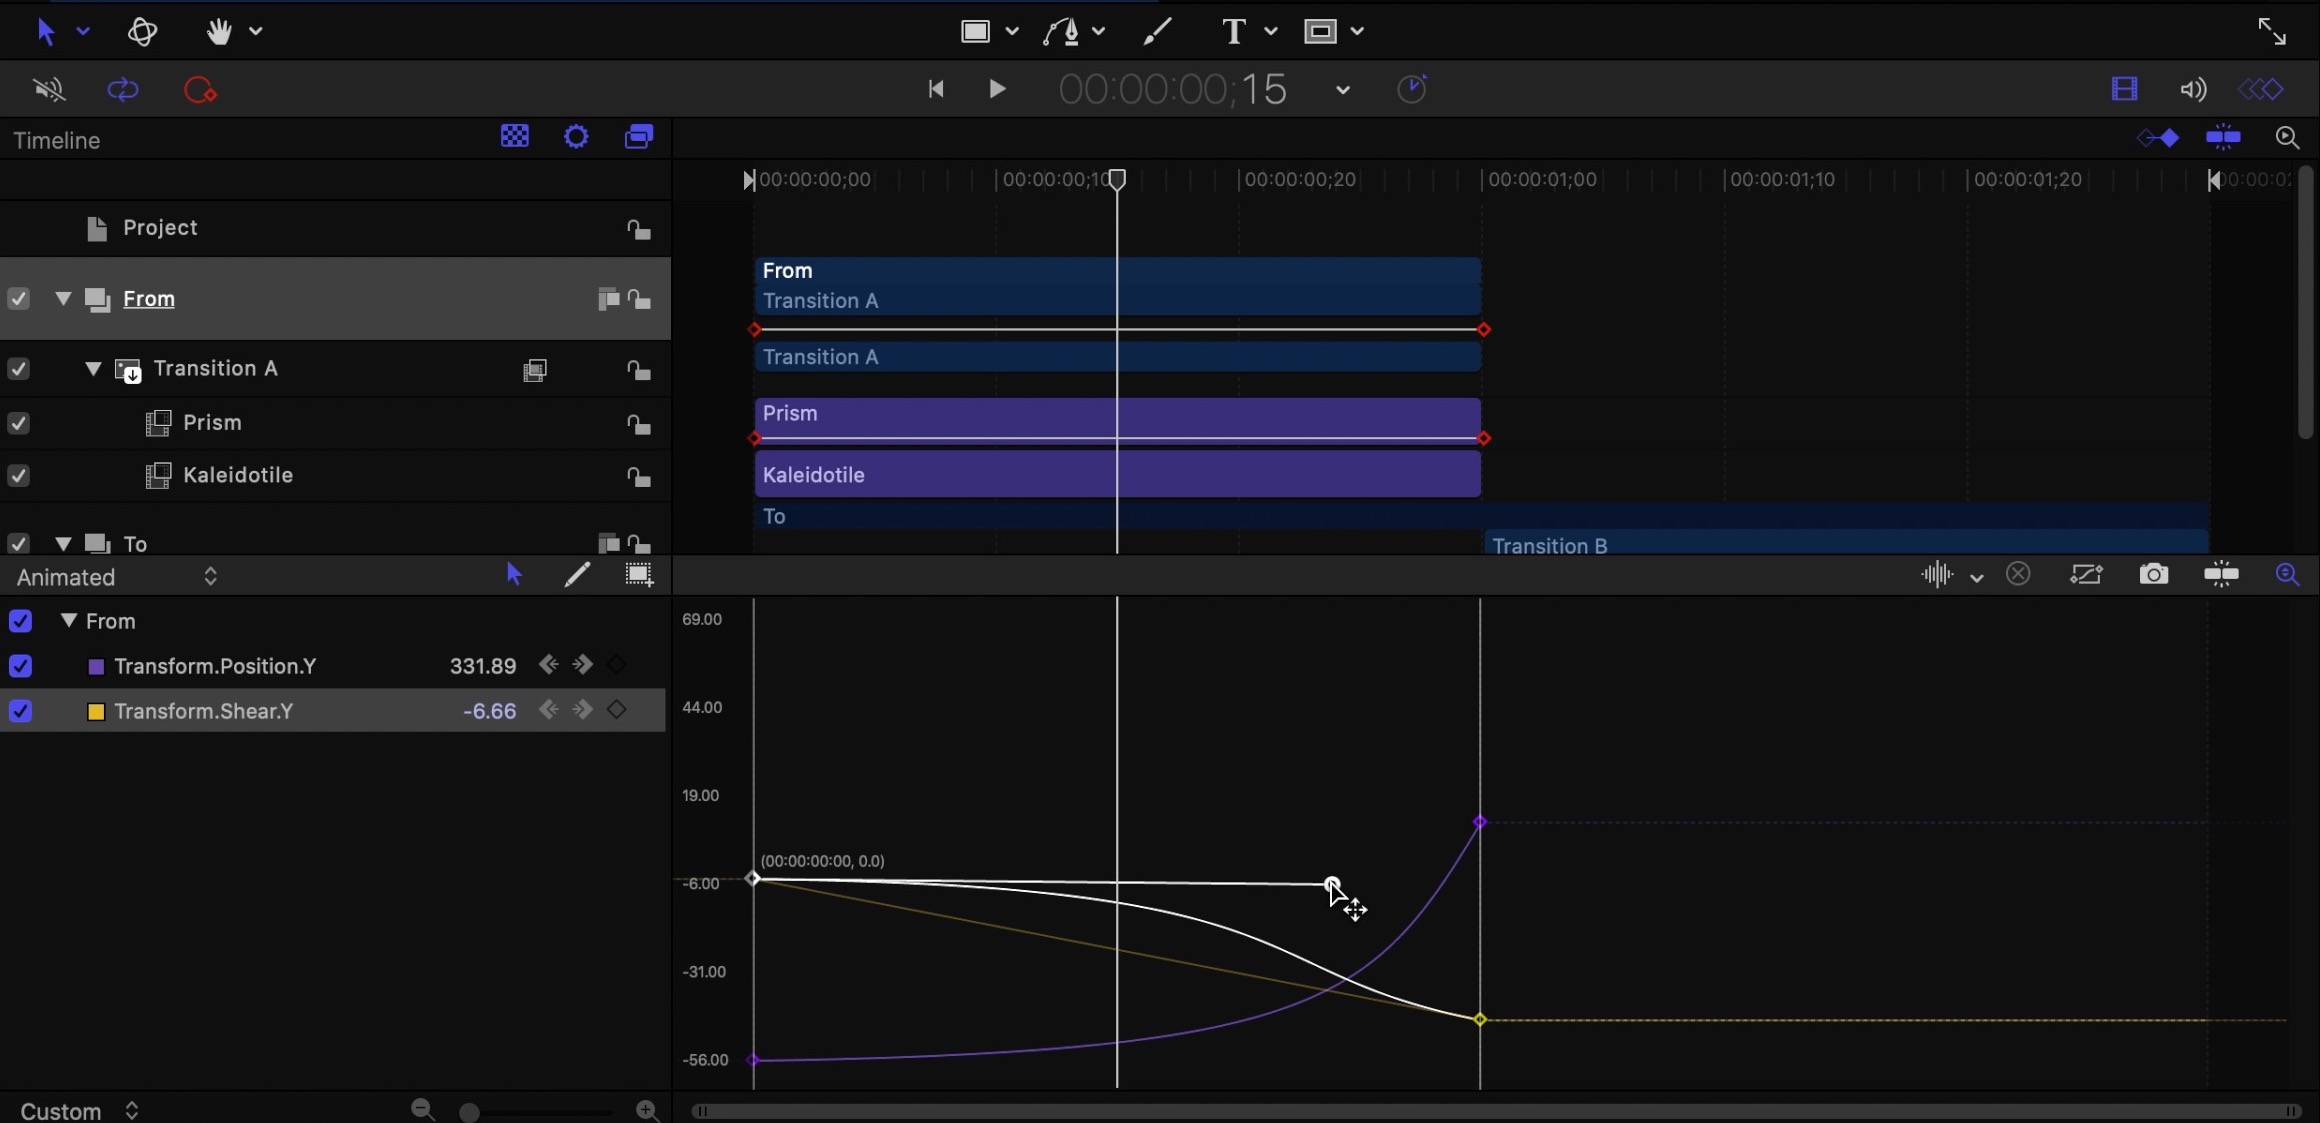 T
00:00:00;15
Timeline
00:00:00;00
00:00:00;10
00:00:00;20
00:00:01;00
00:00:01;10
00:00:01;20
Project
From
From
Transition A
Transition A
Transition A
Prism
Prism
Kaleidotile
Kaleidotile
To
To
Transition B
Animated
From
Transform.Position.Y 331.89
Transform.Shear.Y -6.66
69.00
44.00
19.00
(00:00:00:00, 0.0)
-6.00
-31.00
-56.00
Custom